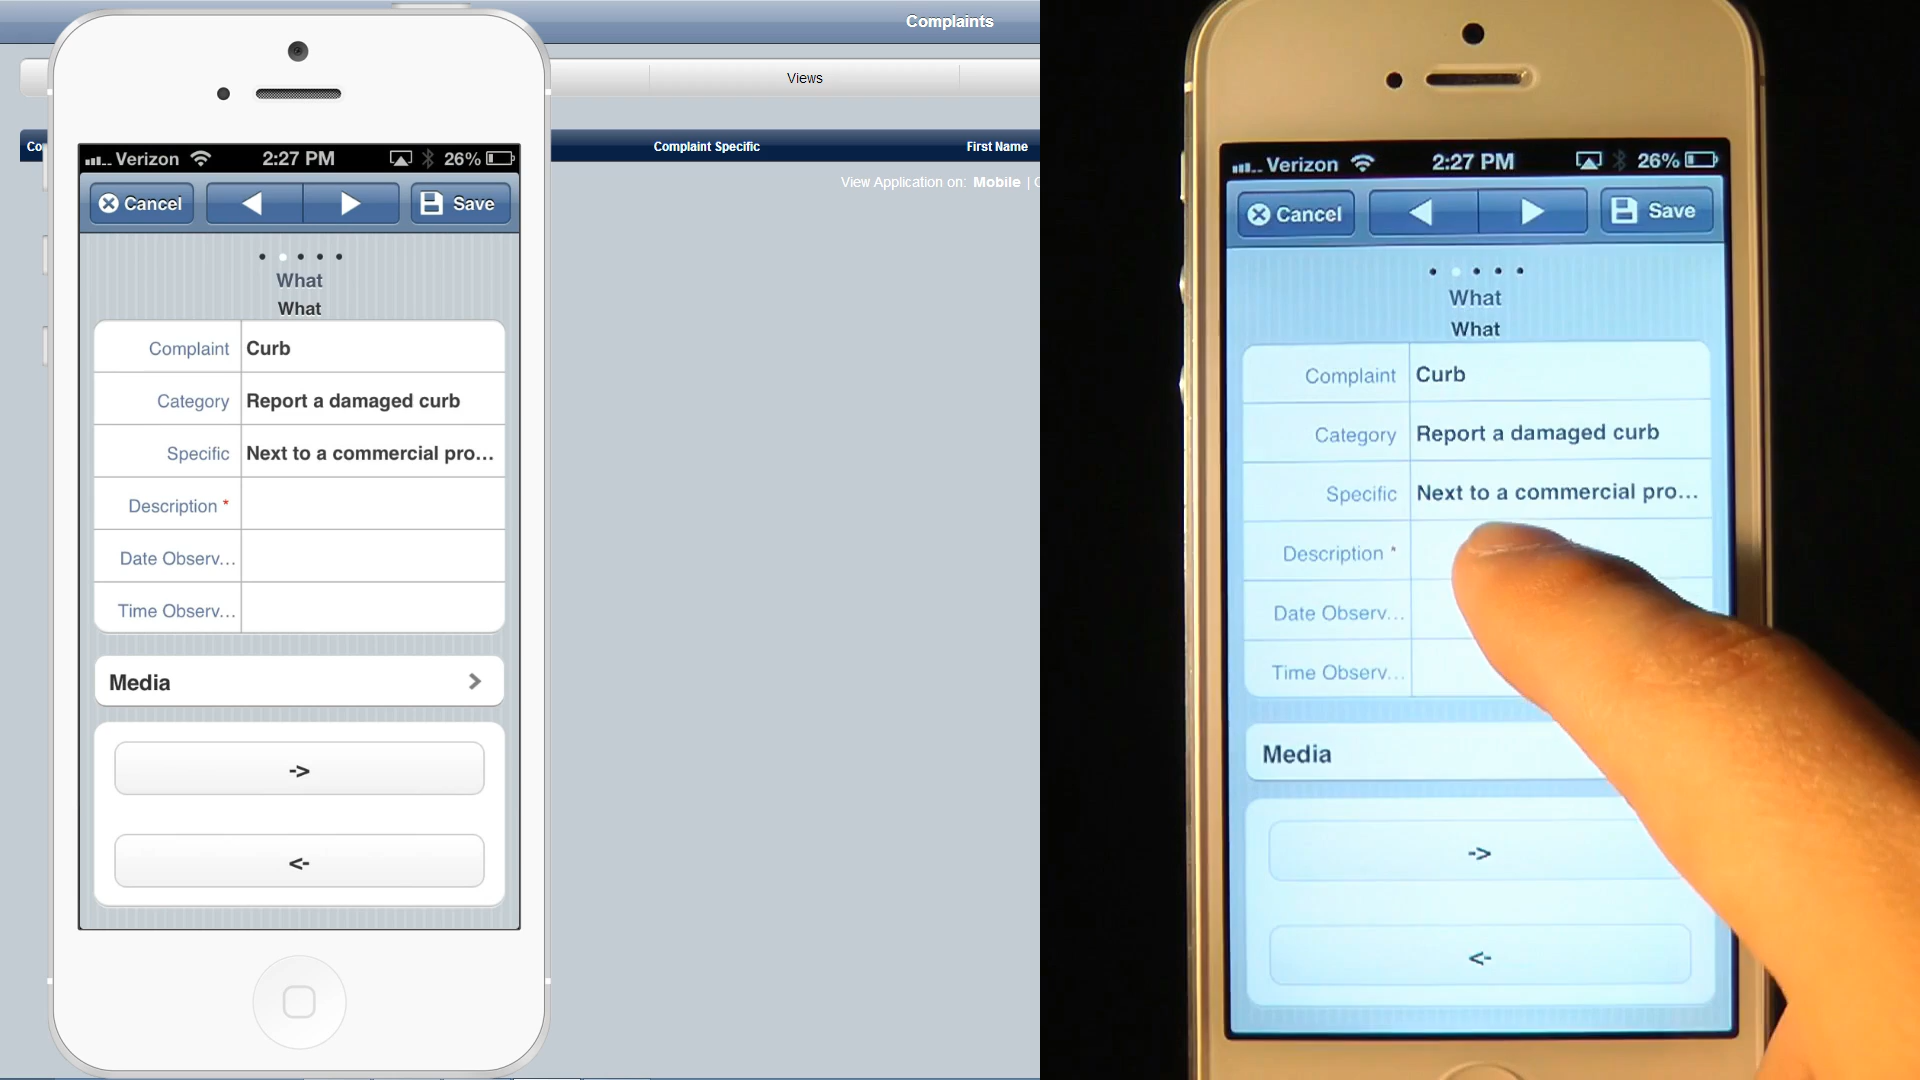 Complaints
Views
Co
Complaint Specific
First Name
View Application on: Mobile |
Verizon 2:27 PM 26%
Cancel
Save
What
What
Complaint Curb
Category Report a damaged curb
Specific Next to a commercial pro...
Description *
Date Observ...
Time Observ...
Media
->
<-
Verizon 2:27 PM 26%
Cancel
Save
What
What
Complaint Curb
Category Report a damaged curb
Specific Next to a commercial pro...
Description *
Date Observ...
Time Observ...
Media
->
<-